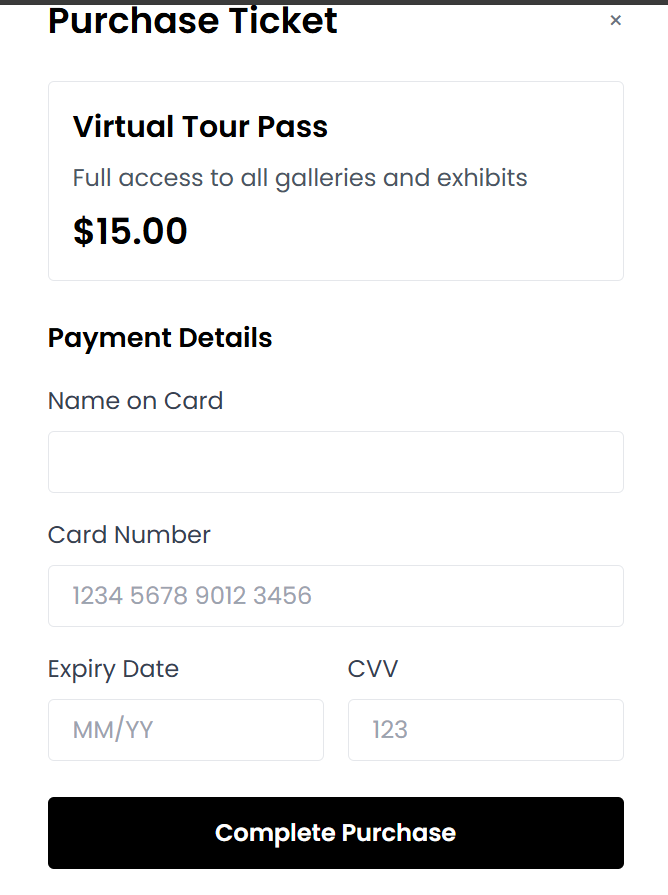 Purchase Ticket ×
Virtual Tour Pass
Full access to all galleries and exhibits
$15.00
Payment Details
Name on Card
Card Number
1234 5678 9012 3456
Expiry Date CVV
MM/YY 123
Complete Purchase